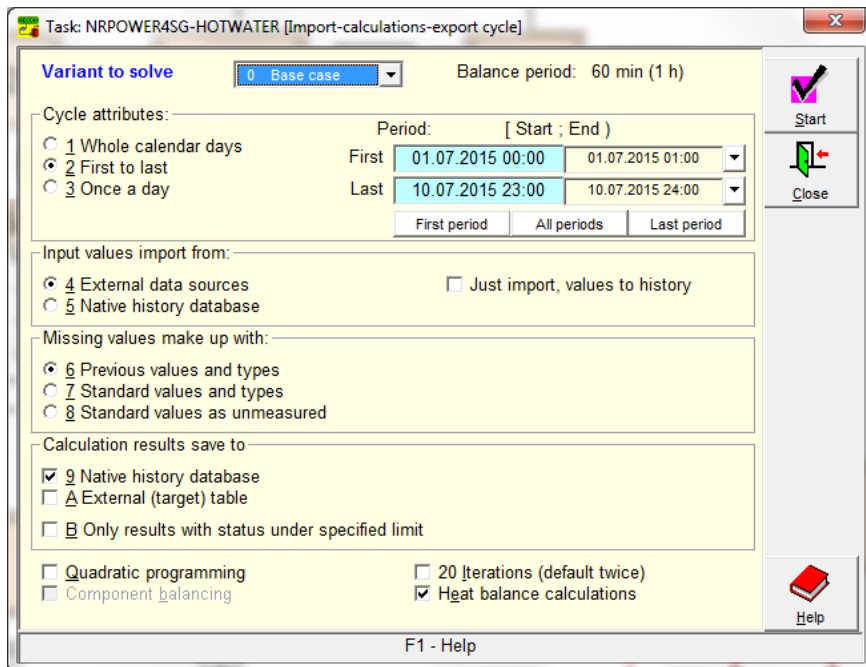 Task: NRPOWER4SG-HOTWATER [Import-calculations-export cycle]
Variant to solve 0 Base case Balance period: 60 min (1 h)
Start
Cycle attributes:
Period: [ Start ; End )
1 Whole calendar days
2 First to last
3 Once a day
First 01.07.2015 00:00 01.07.2015 01:00
Last 10.07.2015 23:00 10.07.2015 24:00
First period All periods Last period
Close
Input values import from:
4 External data sources Just import, values to history
5 Native history database
Missing values make up with:
6 Previous values and types
7 Standard values and types
8 Standard values as unmeasured
Calculation results save to
9 Native history database
A External (target) table
B Only results with status under specified limit
Quadratic programming 20 Iterations (default twice)
Component balancing Heat balance calculations
Help
F1 - Help